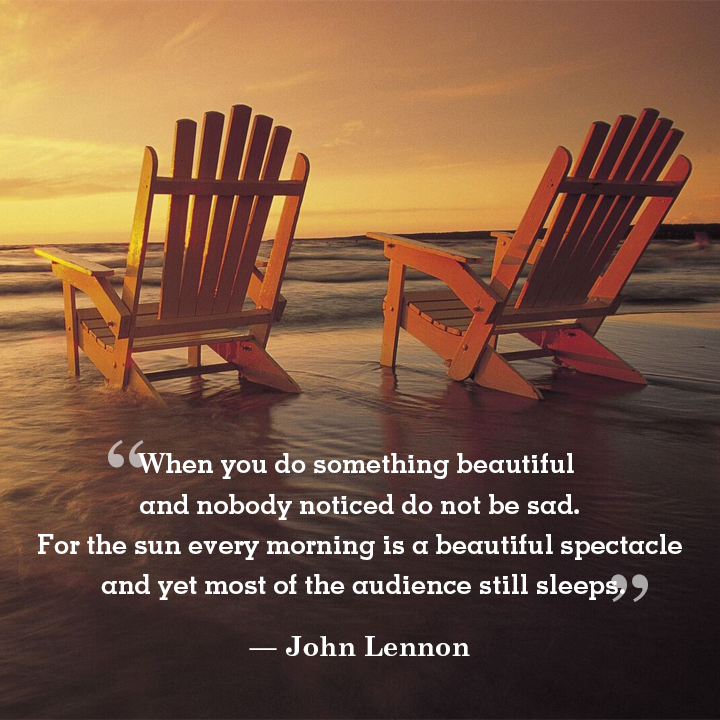 “When you do something beautiful
and nobody noticed do not be sad.
For the sun every morning is a beautiful spectacle
and yet most of the audience still sleeps.”
— John Lennon